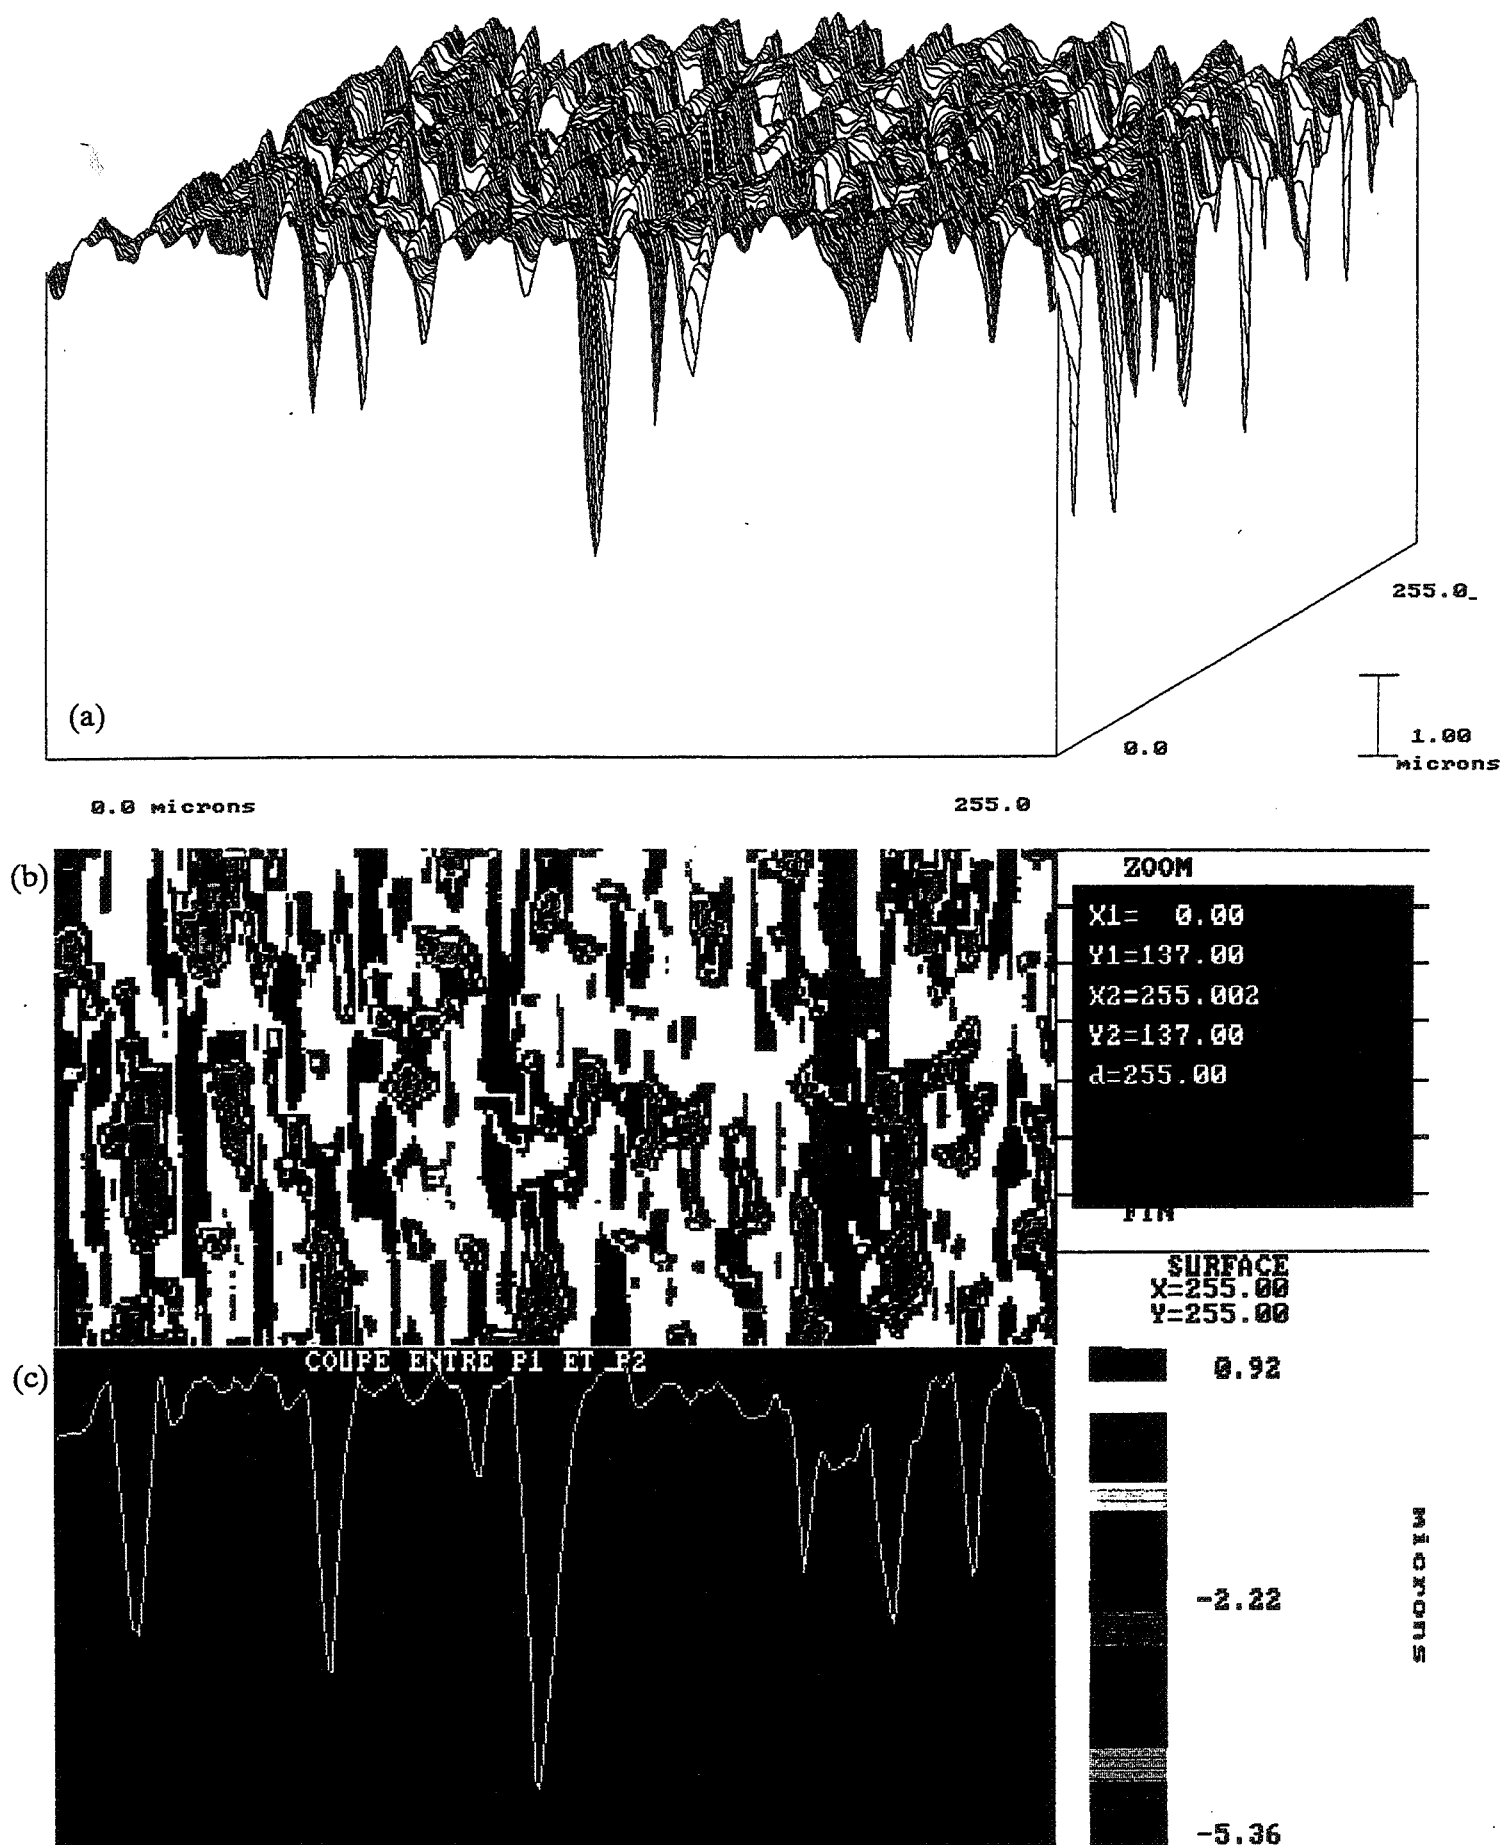 255.0
(a)
0.0
1.00
microns
0.0 microns
255.0
(b)
ZOOM
X1= 0.00
Y1=137.00
X2=255.002
Y2=137.00
d=255.00
FIN
SURFACE
X=255.00
Y=255.00
(c)
COUPE ENTRE P1 ET P2
0.92
-2.22
microns
-5.36